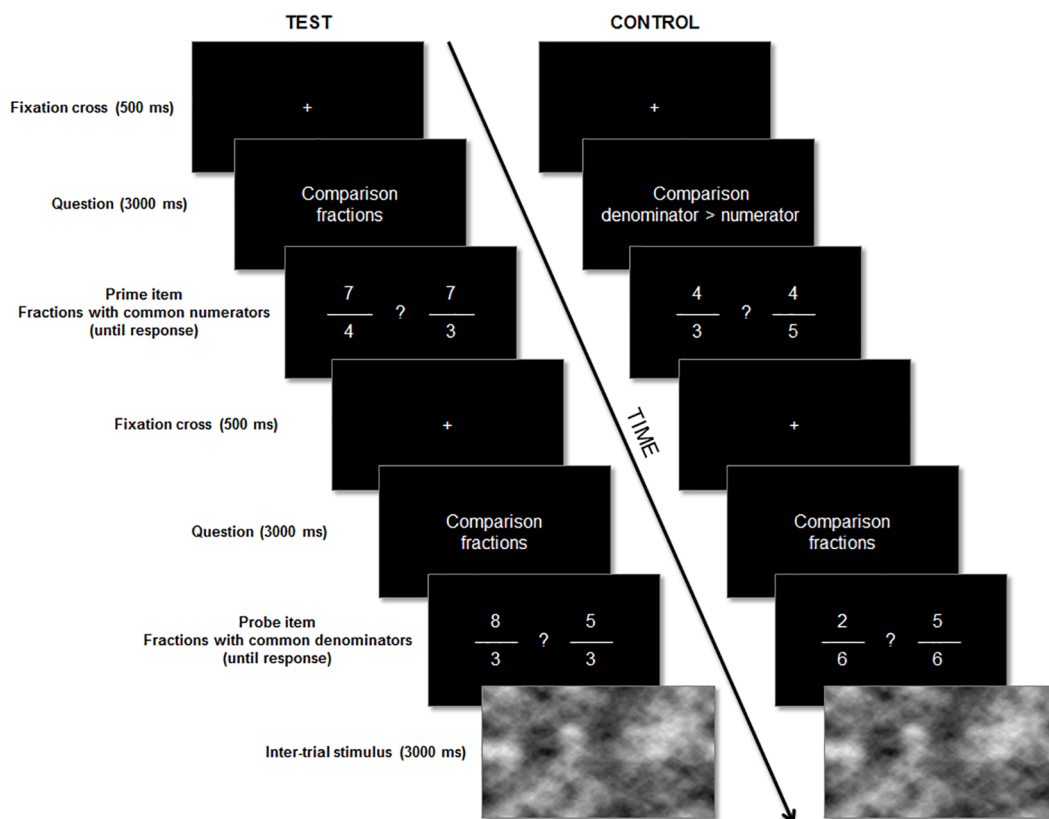 TEST
CONTROL
Fixation cross (500 ms)
+
+
Question (3000 ms)
Comparison
fractions
Comparison
denominator > numerator
Prime item
Fractions with common numerators
(until response)
7 7
?
4 3
4 4
?
3 5
Fixation cross (500 ms)
+
+
TIME
Question (3000 ms)
Comparison
fractions
Comparison
fractions
Probe item
Fractions with common denominators
(until response)
8 5
?
3 3
2 5
?
6 6
Inter-trial stimulus (3000 ms)